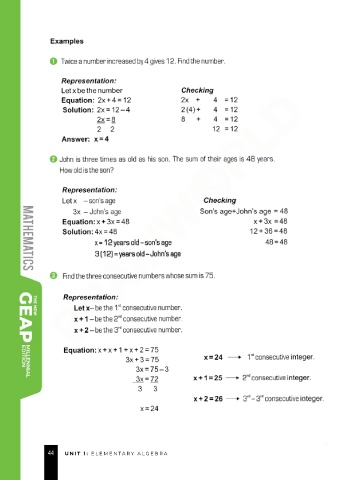 Examples
1 Twice a number increased by 4 gives 12. Find the number.
Representation:
Let x be the number Checking
Equation: 2x + 4 = 12 2x + 4 = 12
Solution: 2x = 12 – 4 2 (4) + 4 = 12
2x = 8 8 + 4 = 12
2 2 12 = 12
Answer: x = 4
2 John is three times as old as his son. The sum of their ages is 48 years.
How old is the son?
Representation:
Let x – son's age Checking
3x – John's age Son's age+John's age = 48
Equation: x + 3x = 48 x + 3x = 48
Solution: 4x = 48 12 + 36 = 48
x = 12 years old – son's age 48 = 48
3 (12) = years old – John's age
3 Find the three consecutive numbers whose sum is 75.
Representation:
Let x – be the 1st consecutive number.
x + 1 – be the 2nd consecutive number
x + 2 – be the 3rd consecutive number.
Equation: x + x + 1 + x + 2 = 75
3x + 3 = 75 x = 24 → 1st consecutive integer.
3x = 75 – 3
3x = 72 x + 1 = 25 → 2nd consecutive integer.
3 3
x + 2 = 26 → 3rd – 3rd consecutive integer.
x = 24
MATHEMATICS
THE NEW
GEAP
MILLENNIAL
EDITION
44 UNIT 1: ELEMENTARY ALGEBRA